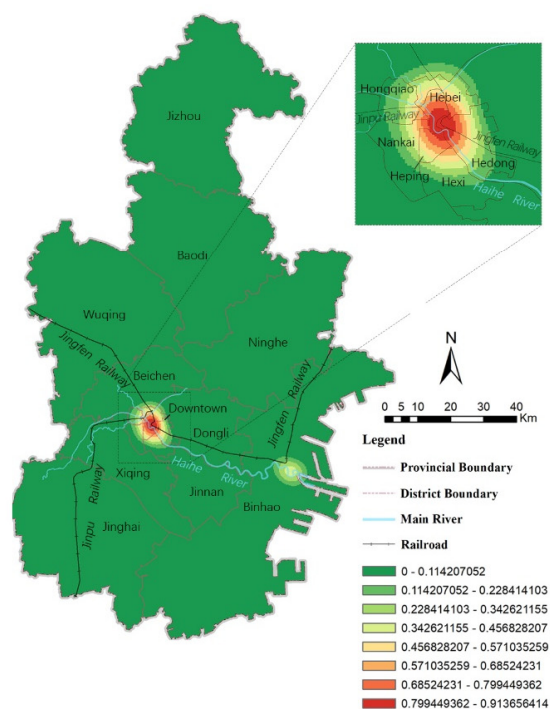 Jizhou
Baodi
Wuqing
Ninghe
Jingfen Railway
Jingfen Railway
Beichen
Downtown
Dongli
Xiqing
Haihe River
Jinnan
Binhao
Jinghai
Jinpu Railway
Hongqiao
Hebei
Jinpu Railway
Jingfen Railway
Nankai
Hedong
Heping
Hexi
Haihe River
N
0 5 10 20 30 40
Km
Legend
Provincial Boundary
District Boundary
Main River
Railroad
0 - 0.114207052
0.114207052 - 0.228414103
0.228414103 - 0.342621155
0.342621155 - 0.456828207
0.456828207 - 0.571035259
0.571035259 - 0.68524231
0.68524231 - 0.799449362
0.799449362 - 0.913656414